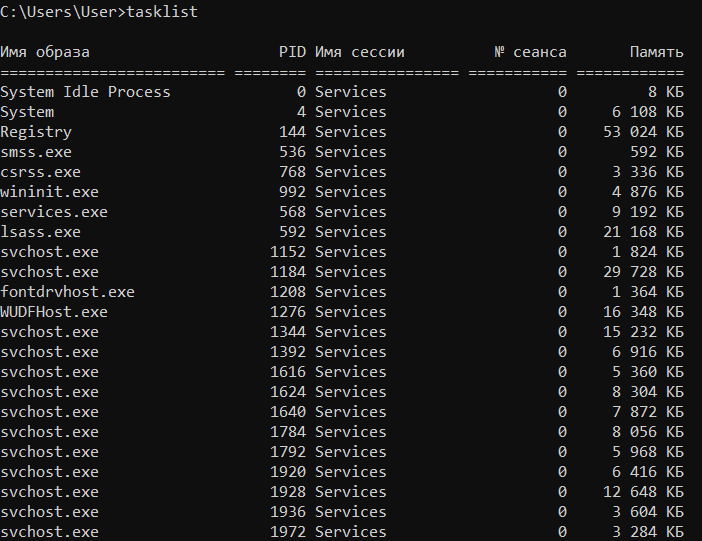 C:\Users\User>tasklist
Имя образа                     PID Имя сессии          № сеанса       Память
========================= ======== ================ =========== ============
System Idle Process              0 Services                   0         8 КБ
System                           4 Services                   0     6 108 КБ
Registry                       144 Services                   0    53 024 КБ
smss.exe                       536 Services                   0       592 КБ
csrss.exe                      768 Services                   0     3 336 КБ
wininit.exe                    992 Services                   0     4 876 КБ
services.exe                   568 Services                   0     9 192 КБ
lsass.exe                      592 Services                   0    21 168 КБ
svchost.exe                   1152 Services                   0     1 824 КБ
svchost.exe                   1184 Services                   0    29 728 КБ
fontdrvhost.exe               1208 Services                   0     1 364 КБ
WUDFHost.exe                  1276 Services                   0    16 348 КБ
svchost.exe                   1344 Services                   0    15 232 КБ
svchost.exe                   1392 Services                   0     6 916 КБ
svchost.exe                   1616 Services                   0     5 360 КБ
svchost.exe                   1624 Services                   0     8 304 КБ
svchost.exe                   1640 Services                   0     7 872 КБ
svchost.exe                   1784 Services                   0     8 056 КБ
svchost.exe                   1792 Services                   0     5 968 КБ
svchost.exe                   1920 Services                   0     6 416 КБ
svchost.exe                   1928 Services                   0    12 648 КБ
svchost.exe                   1936 Services                   0     3 604 КБ
svchost.exe                   1972 Services                   0     3 284 КБ